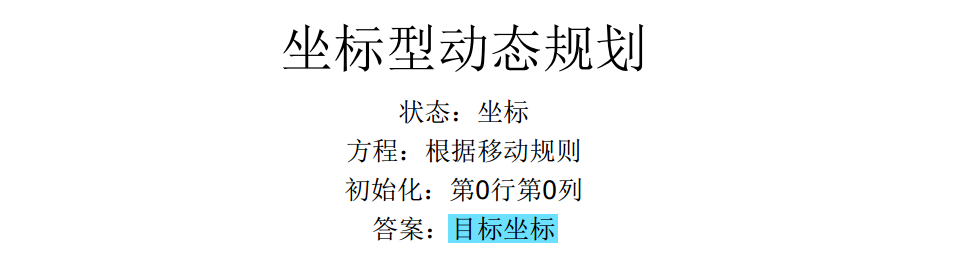 坐标型动态规划
状态：坐标
方程：根据移动规则
初始化：第0行第0列
答案：目标坐标